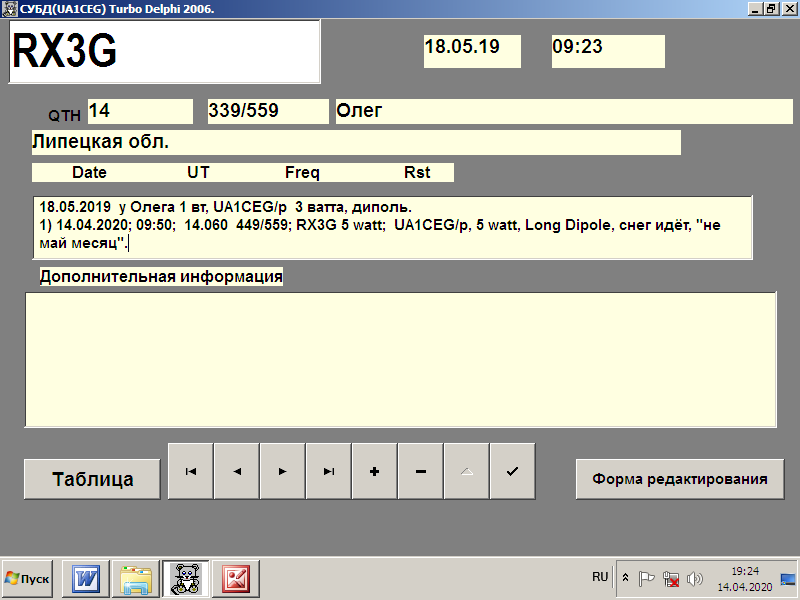 СУБД(UA1CEG) Turbo Delphi 2006.
RX3G
18.05.19 09:23
QTH 14 339/559 Олег
Липецкая обл.
Date UT Freq Rst
18.05.2019 у Олега 1 вт, UA1CEG/p 3 ватта, диполь.
1) 14.04.2020; 09:50; 14.060 449/559; RX3G 5 watt; UA1CEG/p, 5 watt, Long Dipole, снег идёт, "не
май месяц".
Дополнительная информация
Таблица
Форма редактирования
Пуск
RU
19:24
14.04.2020